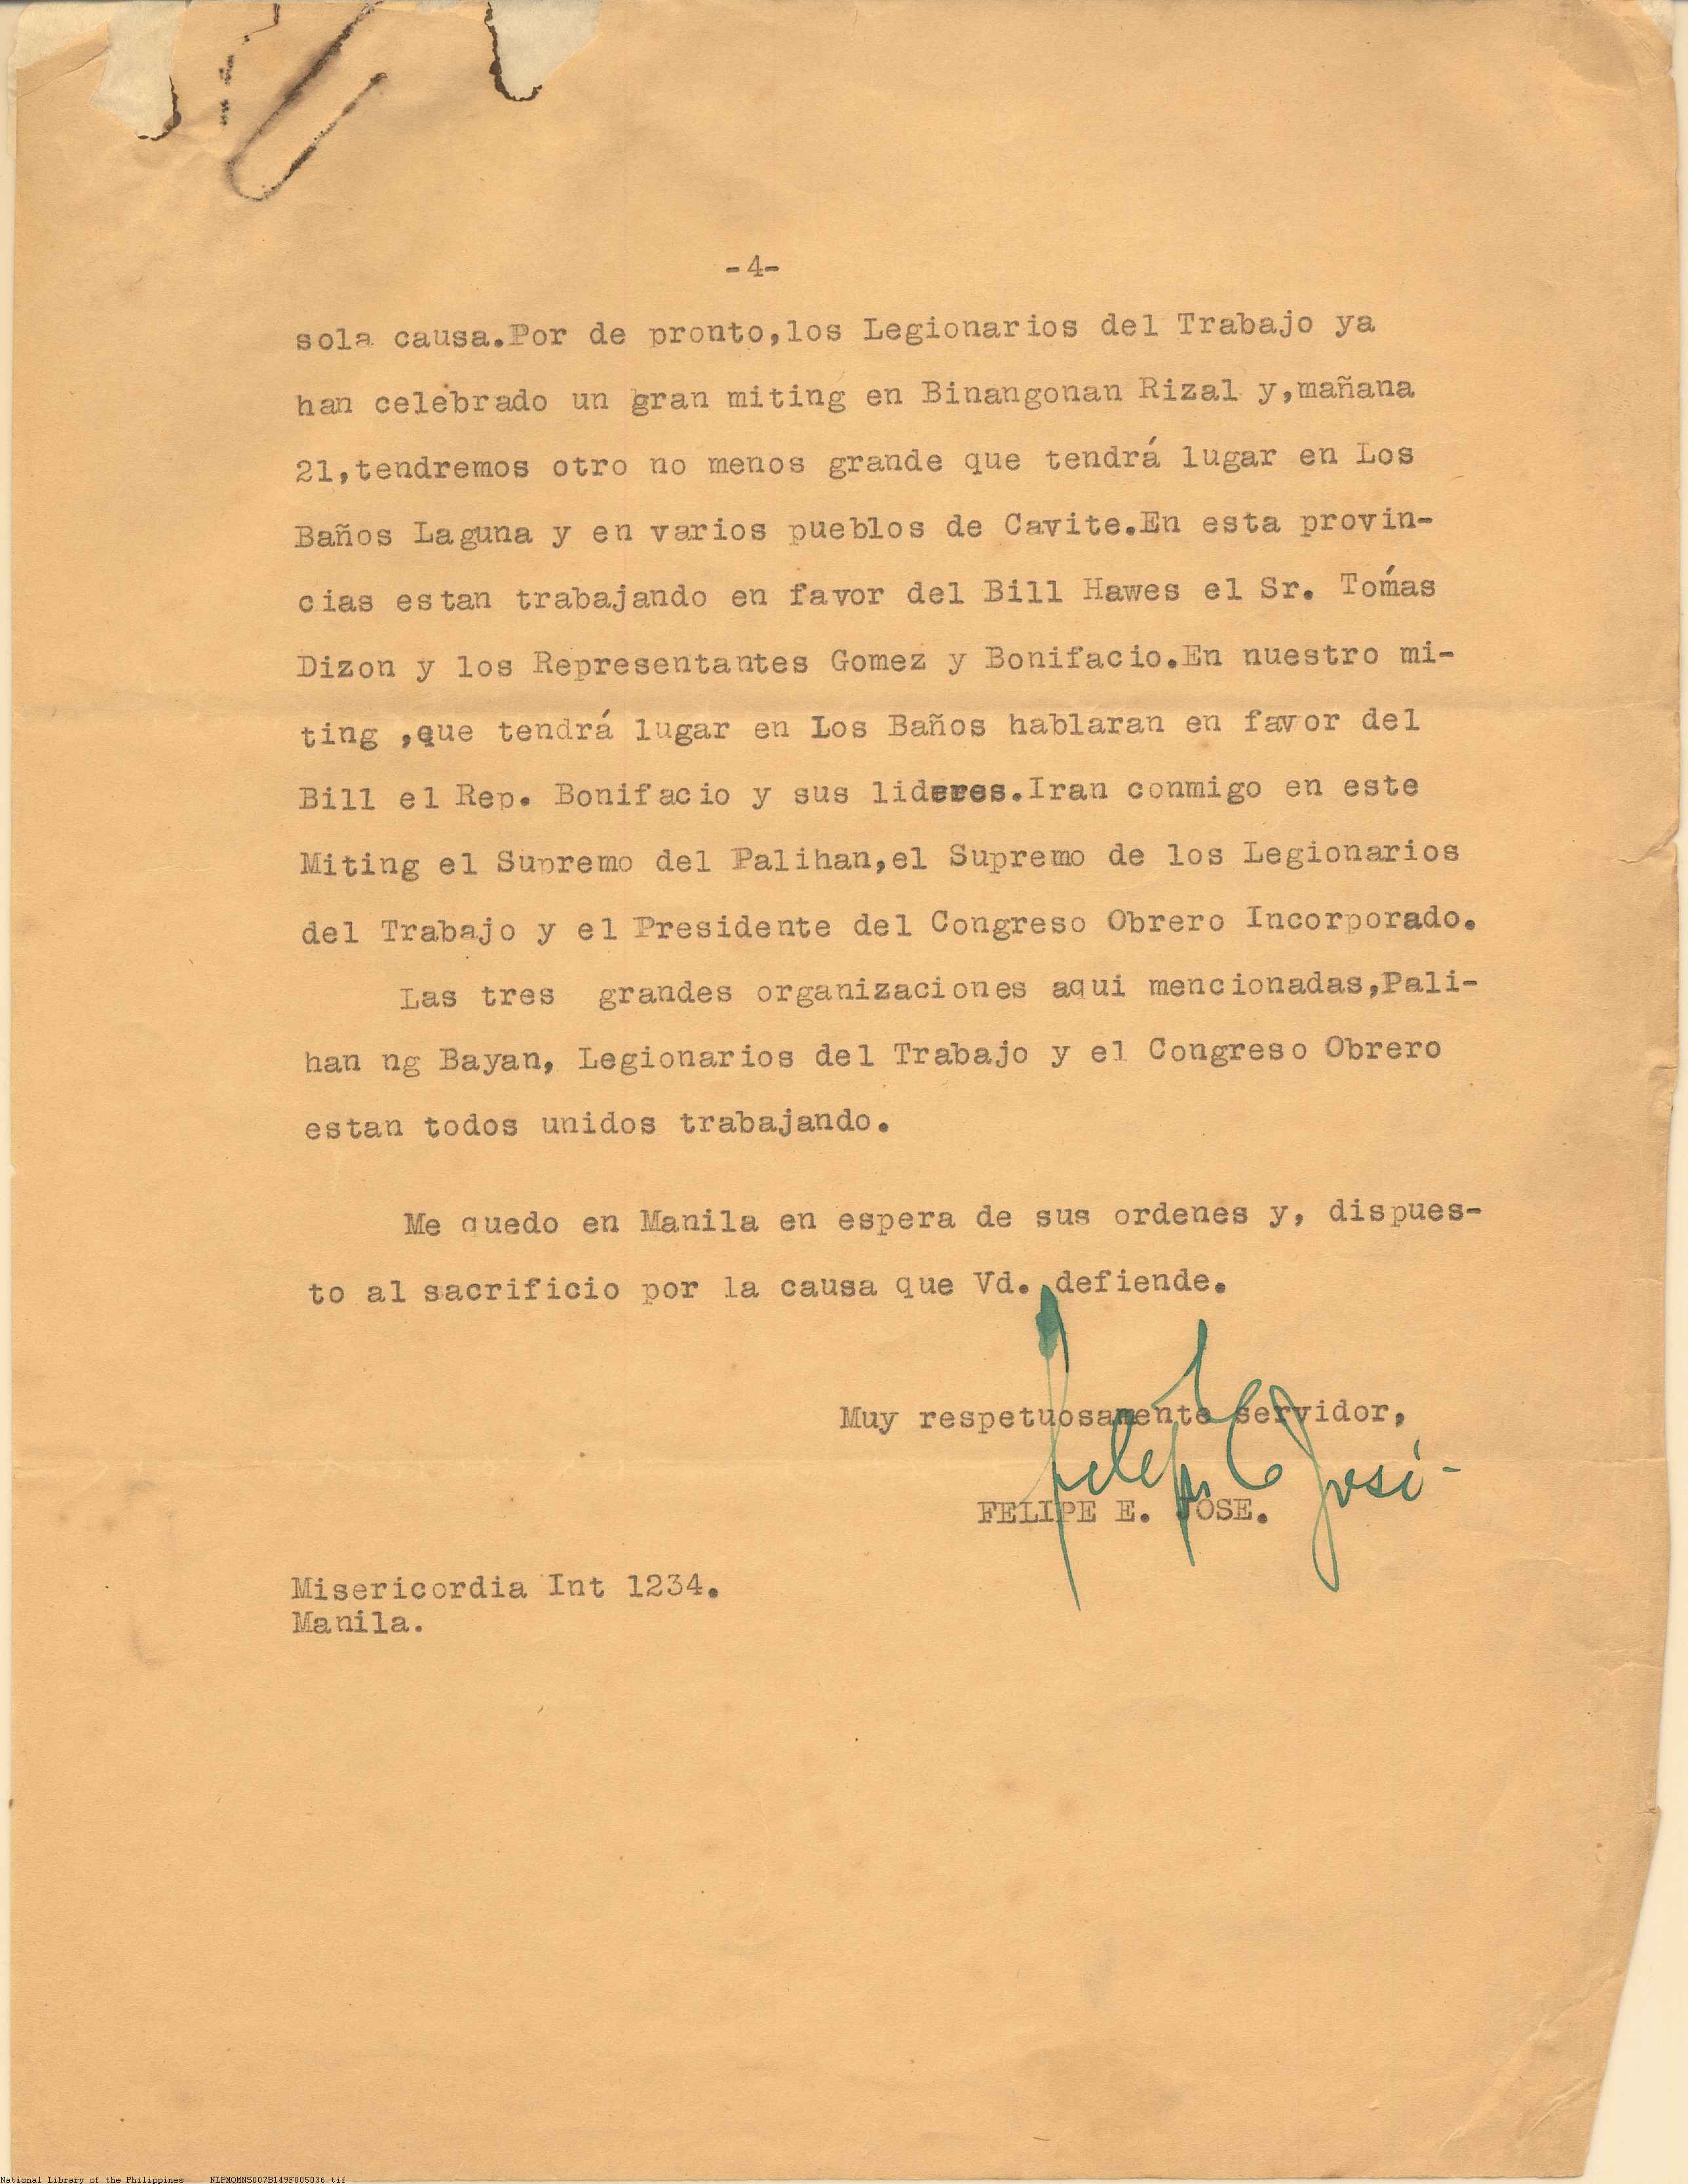 -4-
sola causa.Por de pronto,los Legionarios del Trabajo ya
han celebrado un gran miting en Binangonan Rizal y,mañana
21,tendremos otro no menos grande que tendrá lugar en Los
Baños Laguna y en varios pueblos de Cavite.En esta provin-
cias estan trabajando en favor del Bill Hawes el Sr. Tomás
Dizon y los Representantes Gomez y Bonifacio.En nuestro mi-
ting ,que tendrá lugar en Los Baños hablaran en favor del
Bill el Rep. Bonifacio y sus lideres.Iran conmigo en este
Miting el Supremo del Palihan,el Supremo de los Legionarios
del Trabajo y el Presidente del Congreso Obrero Incorporado.
Las tres grandes organizaciones aqui mencionadas,Pali-
han ng Bayan, Legionarios del Trabajo y el Congreso Obrero
estan todos unidos trabajando.
Me quedo en Manila en espera de sus ordenes y, dispues-
to al sacrificio por la causa que Vd. defiende.
Muy respetuosamente servidor,
Felipe E José-
FELIPE E. JOSE.
Misericordia Int 1234.
Manila.
National Library of the Philippines NLPMQMNS007B149F005036.tif